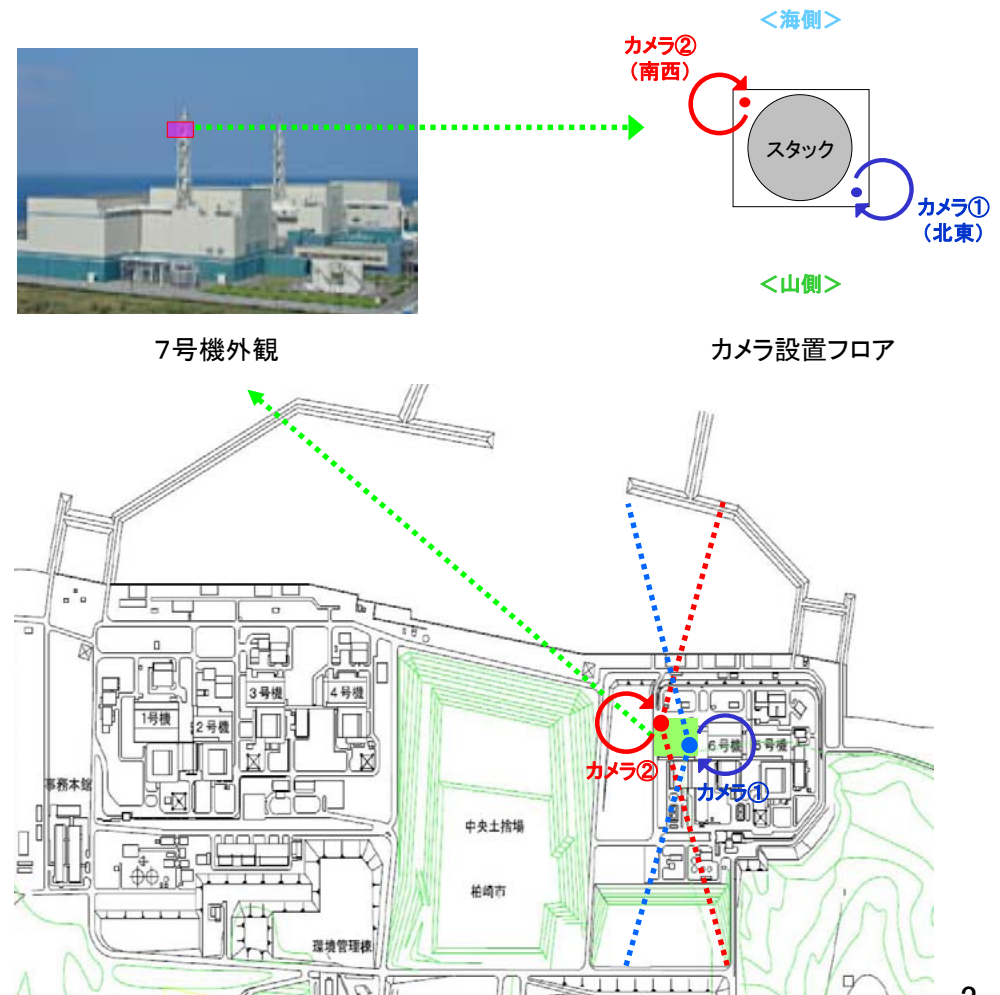 ＜海側＞
カメラ②
（南西）
スタック
カメラ①
（北東）
＜山側＞
７号機外観
カメラ設置フロア
3号機
4号機
1号機
2号機
6号機
5号機
カメラ②
カメラ①
事務本館
中央土捨場
柏崎市
環境管理棟
2